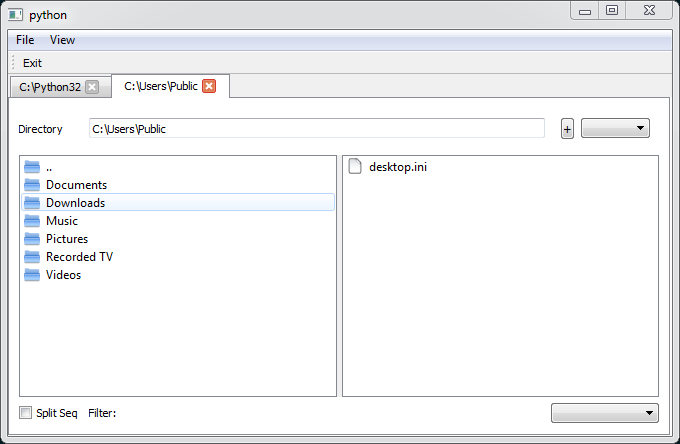 python
File View
Exit
C:\Python32 C:\Users\Public
Directory C:\Users\Public +
..
Documents
Downloads
Music
Pictures
Recorded TV
Videos
desktop.ini
Split Seq Filter: